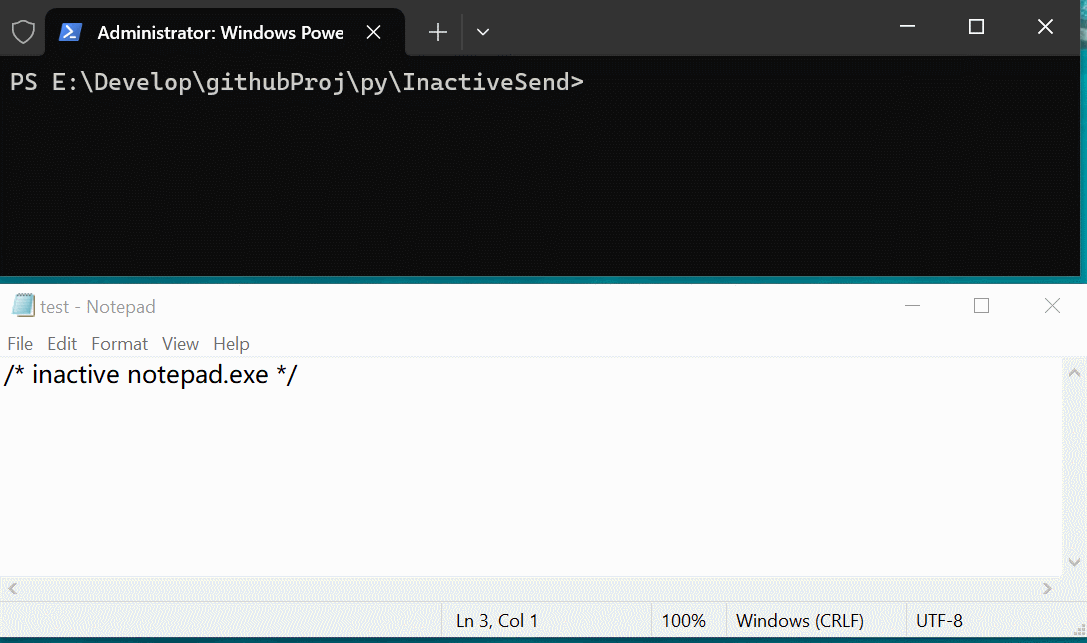 Administrator: Windows Powe
PS E:\Develop\githubProj\py\InactiveSend>
test - Notepad
File Edit Format View Help
/* inactive notepad.exe */
Ln 3, Col 1 100% Windows (CRLF) UTF-8